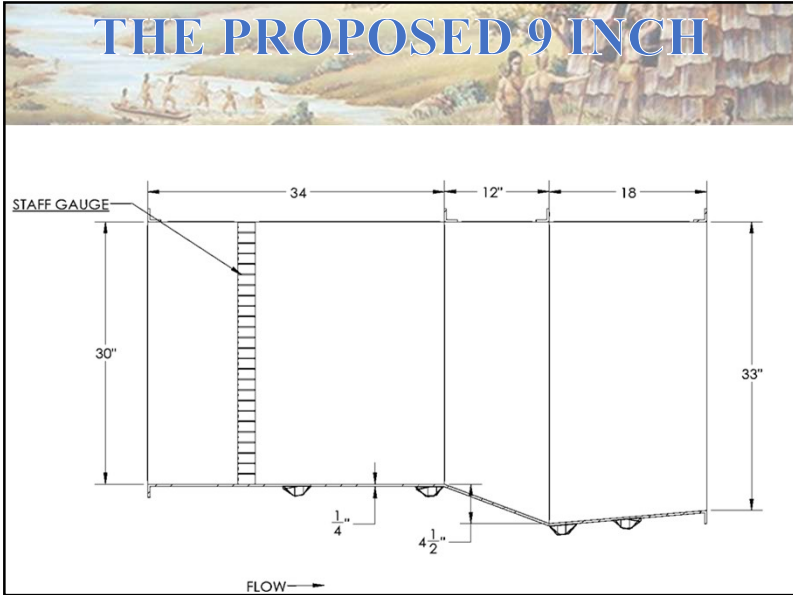 THE PROPOSED 9 INCH
34
12"
18
STAFF GAUGE
30"
33"
1/4"
4 1/2"
FLOW